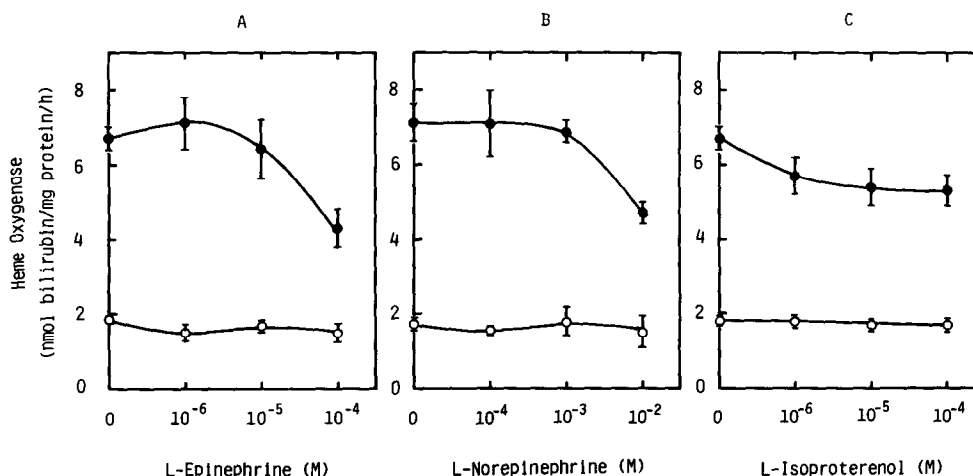 A
B
C
Heme Oxygenase
(nmol bilirubin/mg protein/h)
8
6
4
2
0
8
6
4
2
0
8
6
4
2
0
0 10⁻⁶ 10⁻⁵ 10⁻⁴
0 10⁻⁴ 10⁻³ 10⁻²
0 10⁻⁶ 10⁻⁵ 10⁻⁴
L-Epinephrine (M)
L-Norepinephrine (M)
L-Isoproterenol (M)